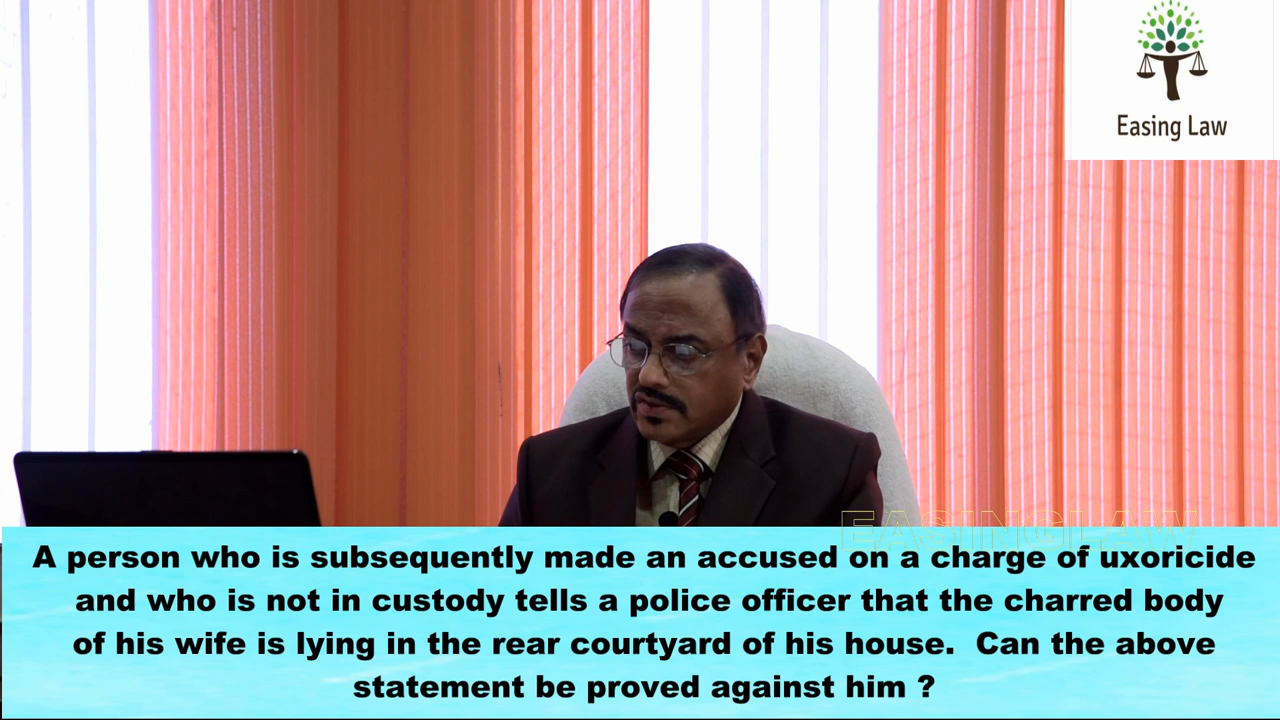 Easing Law
EASINGLAW
A person who is subsequently made an accused on a charge of uxoricide
and who is not in custody tells a police officer that the charred body
of his wife is lying in the rear courtyard of his house.  Can the above
statement be proved against him ?